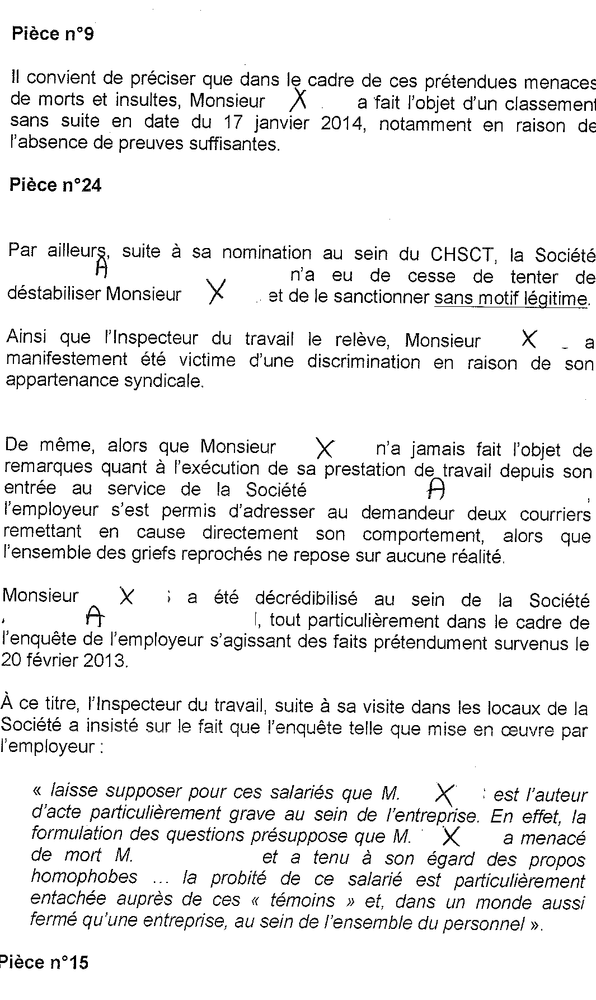 Pièce n°9
Il convient de préciser que dans le cadre de ces prétendues menaces
de morts et insultes, Monsieur X a fait l'objet d'un classement
sans suite en date du 17 janvier 2014, notamment en raison de
l'absence de preuves suffisantes.
Pièce n°24
Par ailleurs, suite à sa nomination au sein du CHSCT, la Société
A n'a eu de cesse de tenter de
déstabiliser Monsieur X et de le sanctionner sans motif légitime.
Ainsi que l'Inspecteur du travail le relève, Monsieur X a
manifestement été victime d'une discrimination en raison de son
appartenance syndicale.
De même, alors que Monsieur X n'a jamais fait l'objet de
remarques quant à l'exécution de sa prestation de travail depuis son
entrée au service de la Société A ,
l'employeur s'est permis d'adresser au demandeur deux courriers
remettant en cause directement son comportement, alors que
l'ensemble des griefs reprochés ne repose sur aucune réalité.
Monsieur X a été décrédibilisé au sein de la Société
A , tout particulièrement dans le cadre de
l'enquête de l'employeur s'agissant des faits prétendument survenus le
20 février 2013.
À ce titre, l'Inspecteur du travail, suite à sa visite dans les locaux de la
Société a insisté sur le fait que l'enquête telle que mise en œuvre par
l'employeur :
« laisse supposer pour ces salariés que M. X est l'auteur
d'acte particulièrement grave au sein de l'entreprise. En effet, la
formulation des questions présuppose que M. X a menacé
de mort M. et a tenu à son égard des propos
homophobes ... la probité de ce salarié est particulièrement
entachée auprès de ces « témoins » et, dans un monde aussi
fermé qu'une entreprise, au sein de l'ensemble du personnel ».
Pièce n°15